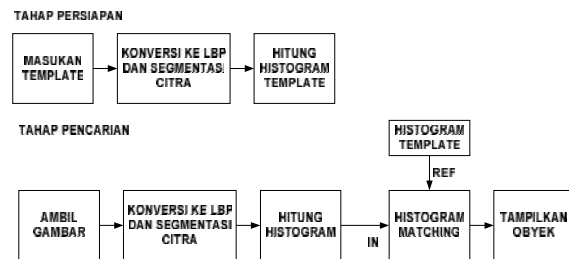 TAHAP PERSIAPAN
MASUKAN
TEMPLATE
KONVERSI KE LBP
DAN SEGMENTASI
CITRA
HITUNG
HISTOGRAM
TEMPLATE
TAHAP PENCARIAN
HISTOGRAM
TEMPLATE
REF
AMBIL
GAMBAR
KONVERSI KE LBP
DAN SEGMENTASI
CITRA
HITUNG
HISTOGRAM
IN
HISTOGRAM
MATCHING
TAMPILKAN
OBYEK